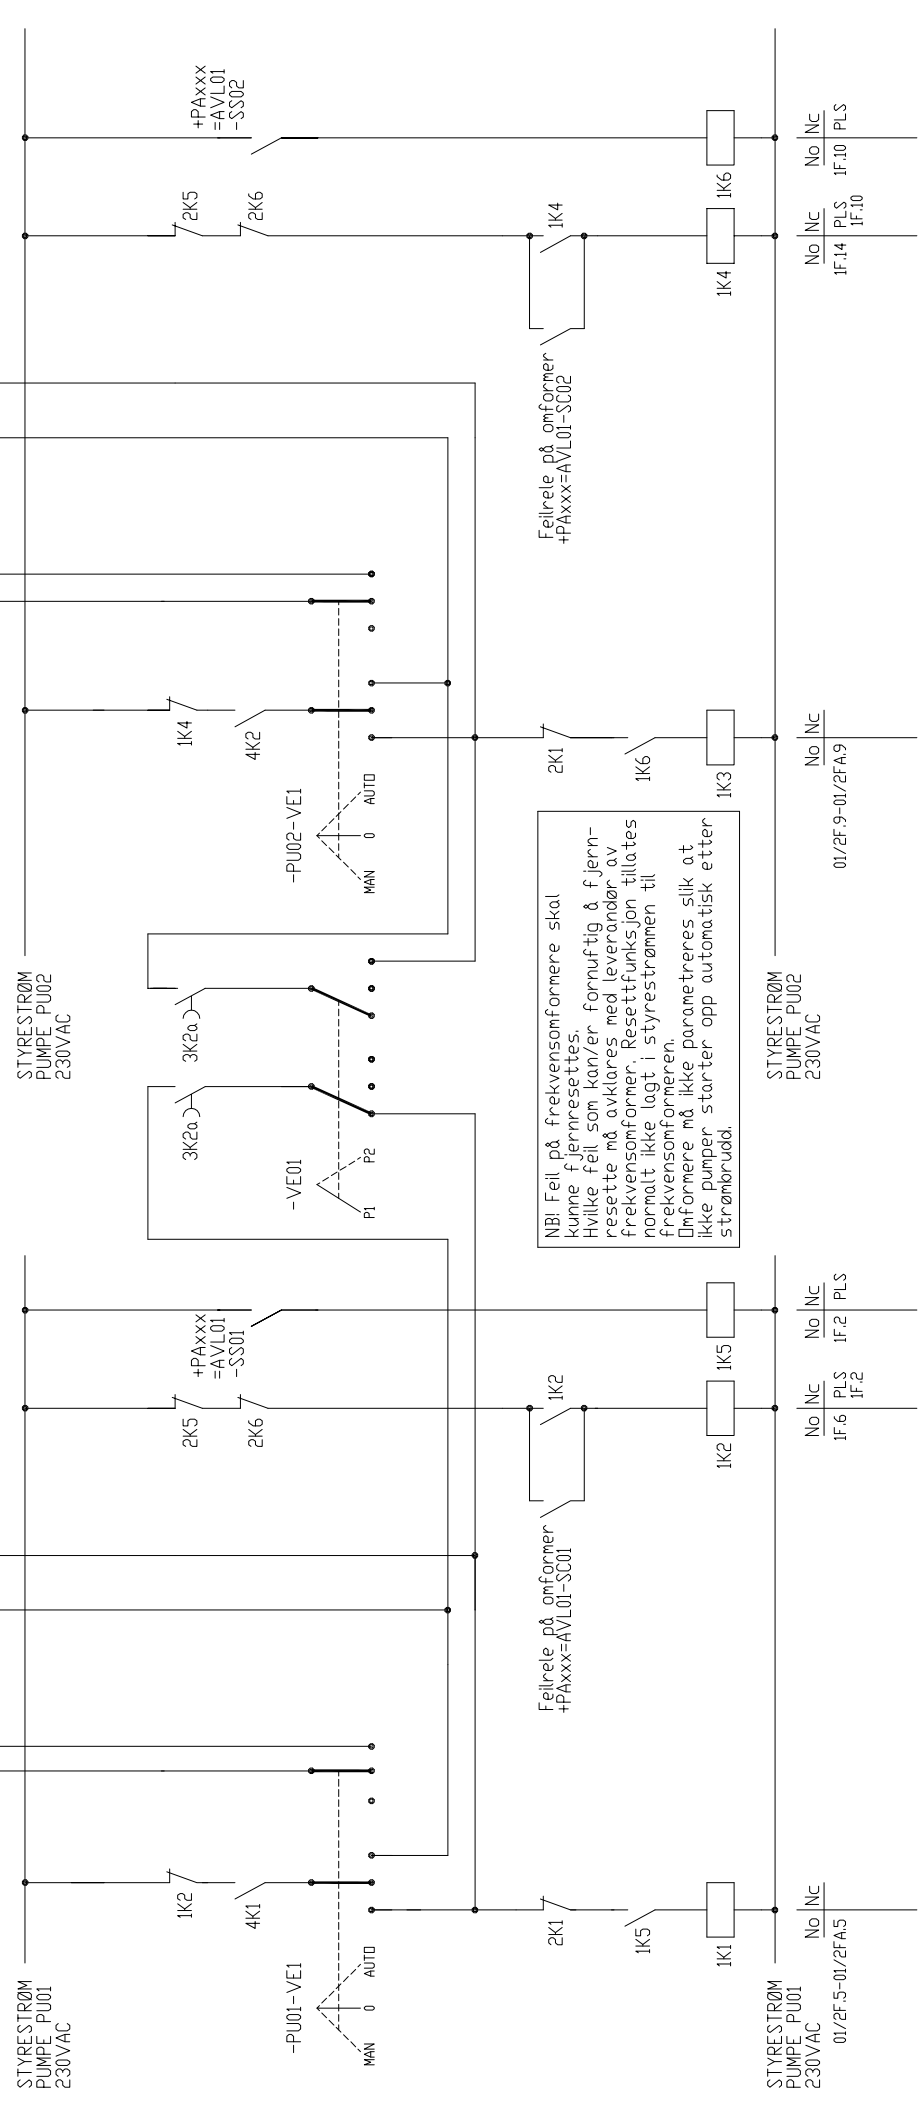 STYRESTRØM
PUMPE PU01
230VAC
1K2
4K1
-PU01-VE1
MAN
0
AUTO
2K1
1K5
1K1
STYRESTRØM
PUMPE PU01
230VAC
No Nc
01/2F.5-01/2FA.5
Feilrele på omformer
+PAxxx=AVL01-SC01
2K5
2K6
1K2
1K2
No Nc
1F.6 PLS
1F.2
+PAxxx
=AVL01
-SS01
1K5
No Nc
1F.2 PLS
-VE01
P1
P2
3K2a
3K2a
NB! Feil på frekvensomformere skal
kunne fjernresettes.
Hvilke feil som kan/er fornuftig å fjern-
resette må avklares med leverandør av
frekvensomformer. Resettfunksjon tillates
normalt ikke lagt i styrestrømmen til
frekvensomformeren.
Omformere må ikke parametreres slik at
ikke pumper starter opp automatisk etter
strømbrudd.
STYRESTRØM
PUMPE PU02
230VAC
1K4
4K2
-PU02-VE1
MAN
0
AUTO
2K1
1K6
1K3
STYRESTRØM
PUMPE PU02
230VAC
No Nc
01/2F.9-01/2FA.9
Feilrele på omformer
+PAxxx=AVL01-SC02
2K5
2K6
1K4
1K4
No Nc
1F.14 PLS
1F.10
+PAxxx
=AVL01
-SS02
1K6
No Nc
1F.10 PLS